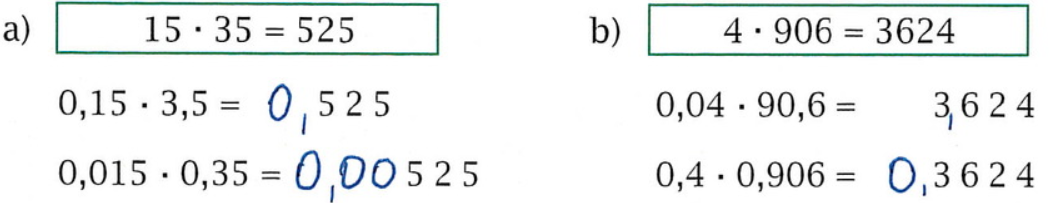 a) 15 · 35 = 525
0,15 · 3,5 = 0,525
0,015 · 0,35 = 0,00525
b) 4 · 906 = 3624
0,04 · 90,6 = 3,624
0,4 · 0,906 = 0,3624